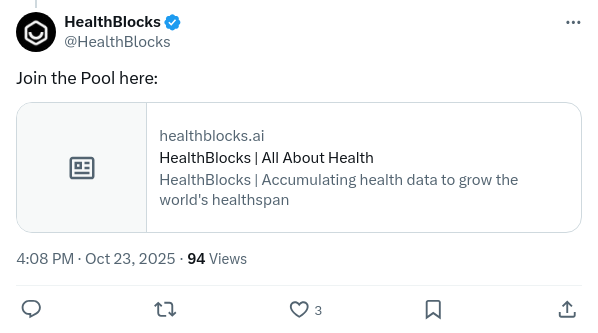 HealthBlocks
@HealthBlocks
Join the Pool here:
healthblocks.ai
HealthBlocks | All About Health
HealthBlocks | Accumulating health data to grow the
world's healthspan
4:08 PM · Oct 23, 2025 · 94 Views
3